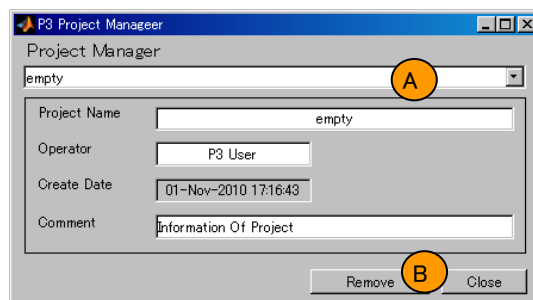 P3 Project Manageer
Project Manager
empty
A
Project Name empty
Operator P3 User
Create Date 01-Nov-2010 17:16:43
Comment Information Of Project
Remove B Close